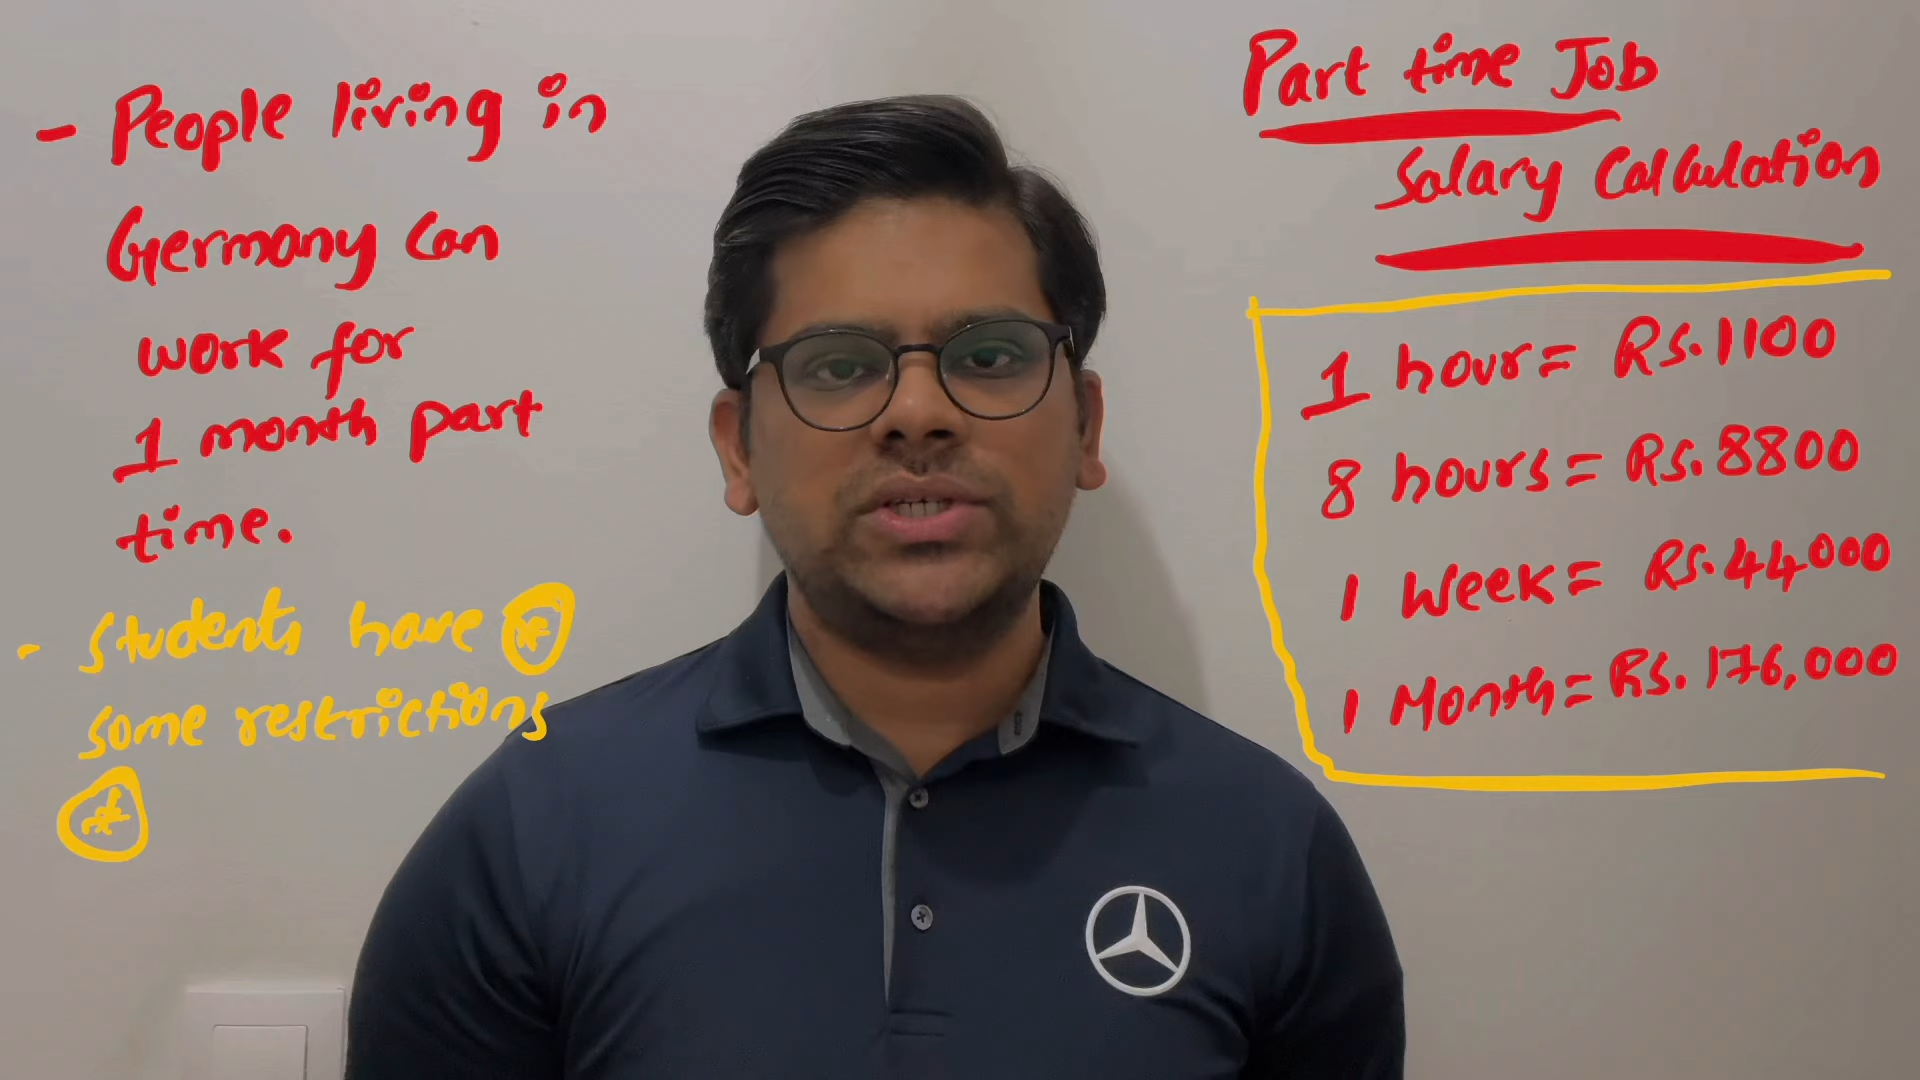 - People living in
Germany can
work for
1 month part
time.
- Students have *
some restrictions
*
Part time Job
Salary Calculation
1 hour = Rs.1100
8 hours = Rs.8800
1 Week = Rs.44000
1 Month = Rs.176,000